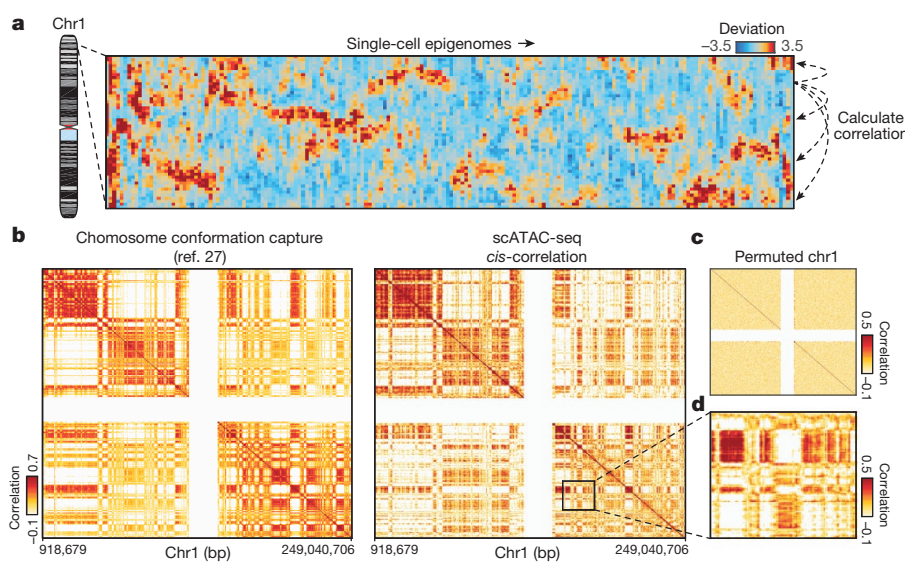 a
Chr1
Single-cell epigenomes →
Deviation
–3.5
3.5
Calculate
correlation
b
Chomosome conformation capture
(ref. 27)
scATAC-seq
cis-correlation
c
Permuted chr1
0.5
Correlation
–0.1
d
0.5
Correlation
–0.1
0.7
Correlation
–0.1
918,679
Chr1 (bp)
249,040,706
918,679
Chr1 (bp)
249,040,706